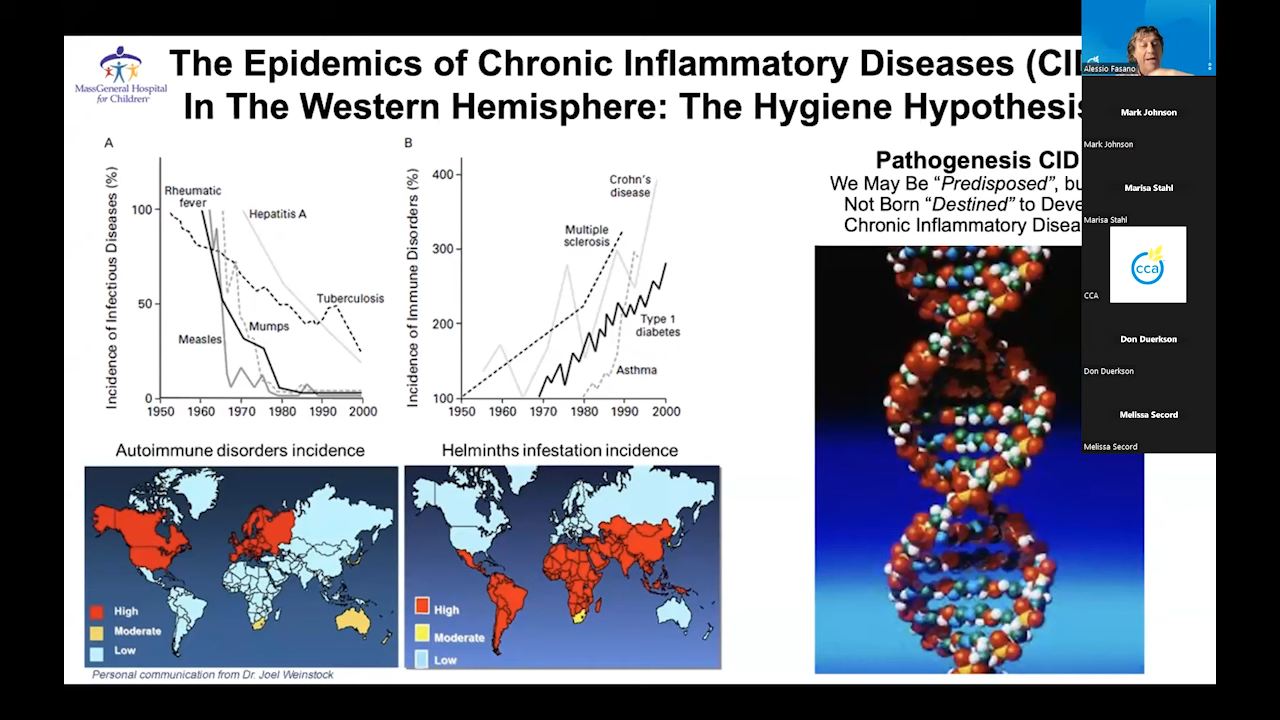 MassGeneral Hospital
for Children
The Epidemics of Chronic Inflammatory Diseases (CI
In The Western Hemisphere: The Hygiene Hypothesis
A
Incidence of Infectious Diseases (%)
100
50
0
1950 1960 1970 1980 1990 2000
Rheumatic
fever
Hepatitis A
Tuberculosis
Mumps
Measles
B
Incidence of Immune Disorders (%)
400
300
200
100
1950 1960 1970 1980 1990 2000
Crohn's
disease
Multiple
sclerosis
Type 1
diabetes
Asthma
Pathogenesis CID
We May Be “Predisposed”, bu
Not Born “Destined” to Deve
Chronic Inflammatory Disea
Autoimmune disorders incidence
High
Moderate
Low
Helminths infestation incidence
High
Moderate
Low
Personal communication from Dr. Joel Weinstock
Alessio Fasano
Mark Johnson
Mark Johnson
Marisa Stahl
Marisa Stahl
cca
CCA
Don Duerkson
Don Duerkson
Melissa Secord
Melissa Secord